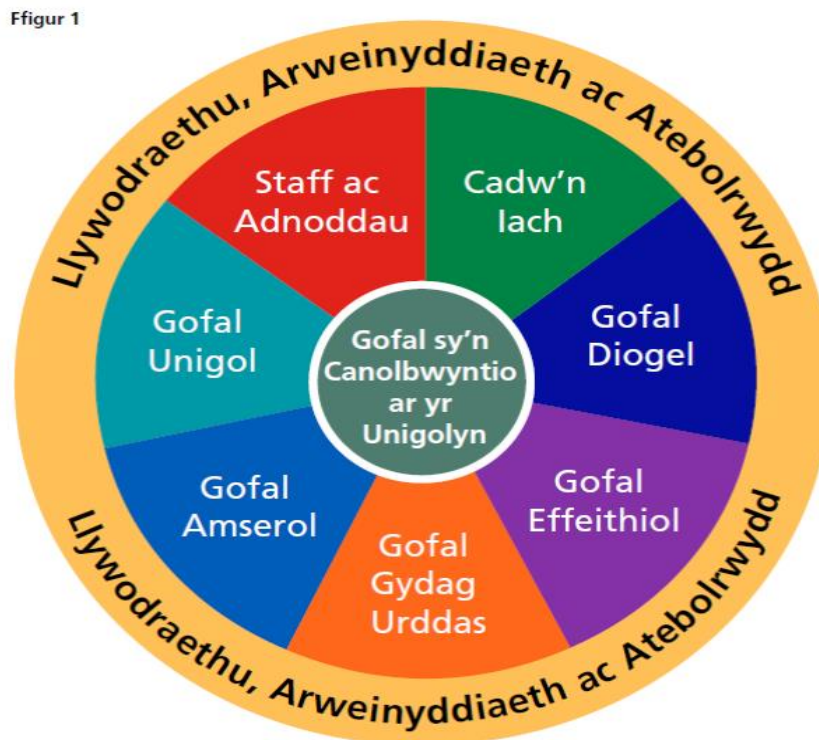 Ffigur 1
Llywodraethu, Arweinyddiaeth ac Atebolrwydd
Staff ac
Adnoddau
Cadw'n
Iach
Gofal
Unigol
Gofal sy'n
Canolbwyntio
ar yr
Unigolyn
Gofal
Diogel
Gofal
Amserol
Gofal
Gydag
Urddas
Gofal
Effeithiol
Llywodraethu, Arweinyddiaeth ac Atebolrwydd